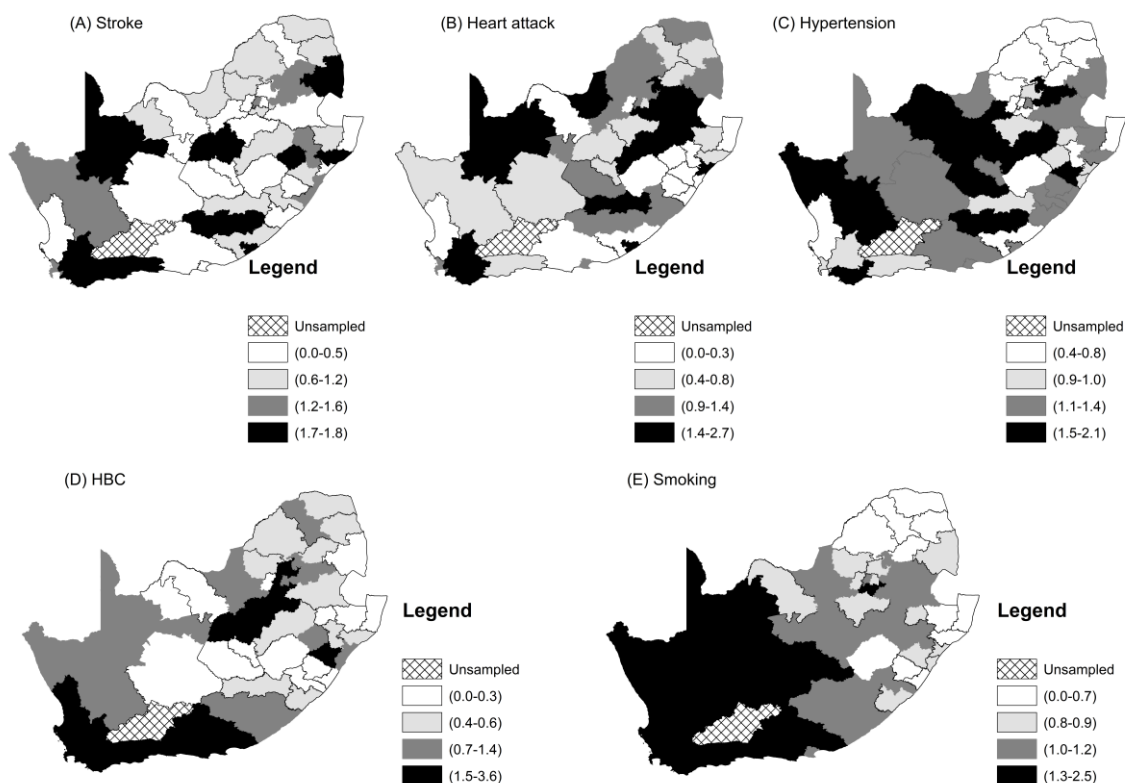 (A) Stroke
(B) Heart attack
(C) Hypertension
Legend
Unsampled
(0.0-0.5)
(0.6-1.2)
(1.2-1.6)
(1.7-1.8)
Legend
Unsampled
(0.0-0.3)
(0.4-0.8)
(0.9-1.4)
(1.4-2.7)
Legend
Unsampled
(0.4-0.8)
(0.9-1.0)
(1.1-1.4)
(1.5-2.1)
(D) HBC
(E) Smoking
Legend
Unsampled
(0.0-0.3)
(0.4-0.6)
(0.7-1.4)
(1.5-3.6)
Legend
Unsampled
(0.0-0.7)
(0.8-0.9)
(1.0-1.2)
(1.3-2.5)